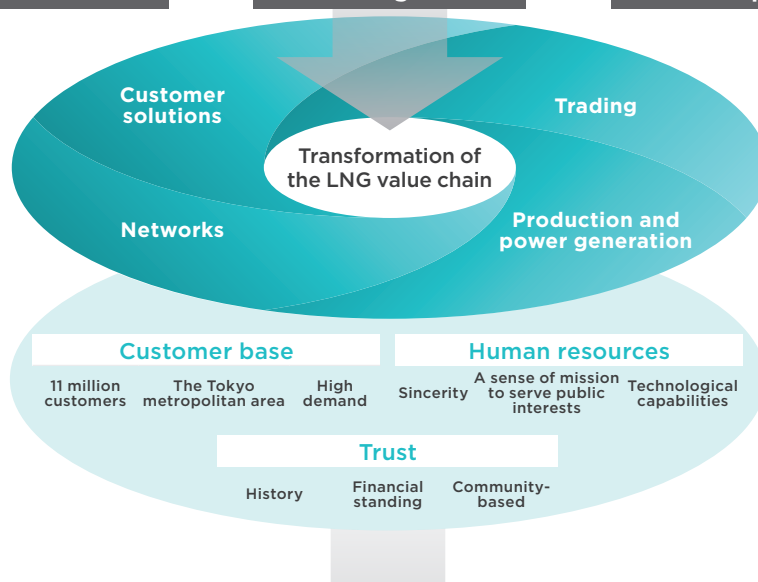 Customer
solutions
Trading
Transformation of
the LNG value chain
Networks
Production and
power generation
Customer base
11 million
customers
The Tokyo
metropolitan area
High
demand
Human resources
Sincerity
A sense of mission
to serve public
interests
Technological
capabilities
Trust
History
Financial
standing
Community-
based